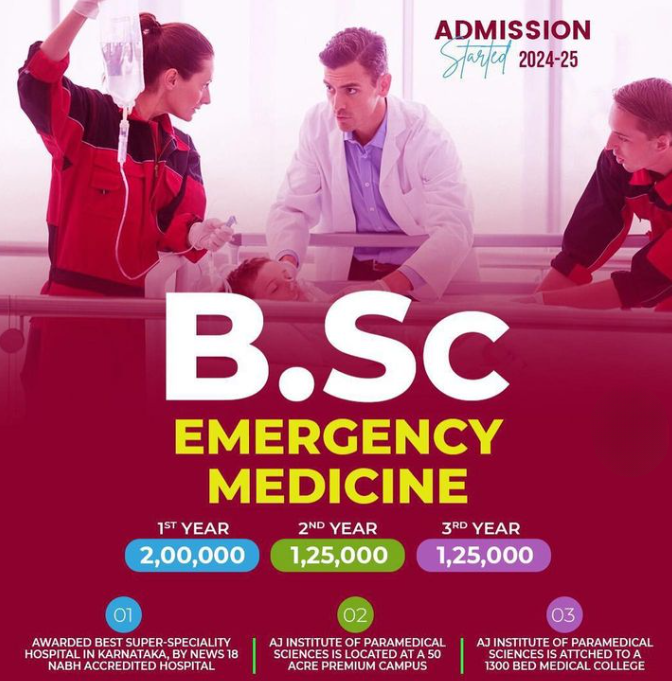 ADMISSION
Started 2024-25
B.Sc
EMERGENCY
MEDICINE
1ST YEAR 2ND YEAR 3RD YEAR
2,00,000 1,25,000 1,25,000
01 02 03
AWARDED BEST SUPER-SPECIALITY
HOSPITAL IN KARNATAKA, BY NEWS 18
NABH ACCREDITED HOSPITAL
AJ INSTITUTE OF PARAMEDICAL
SCIENCES IS LOCATED AT A 50
ACRE PREMIUM CAMPUS
AJ INSTITUTE OF PARAMEDICAL
SCIENCES IS ATTCHED TO A
1300 BED MEDICAL COLLEGE